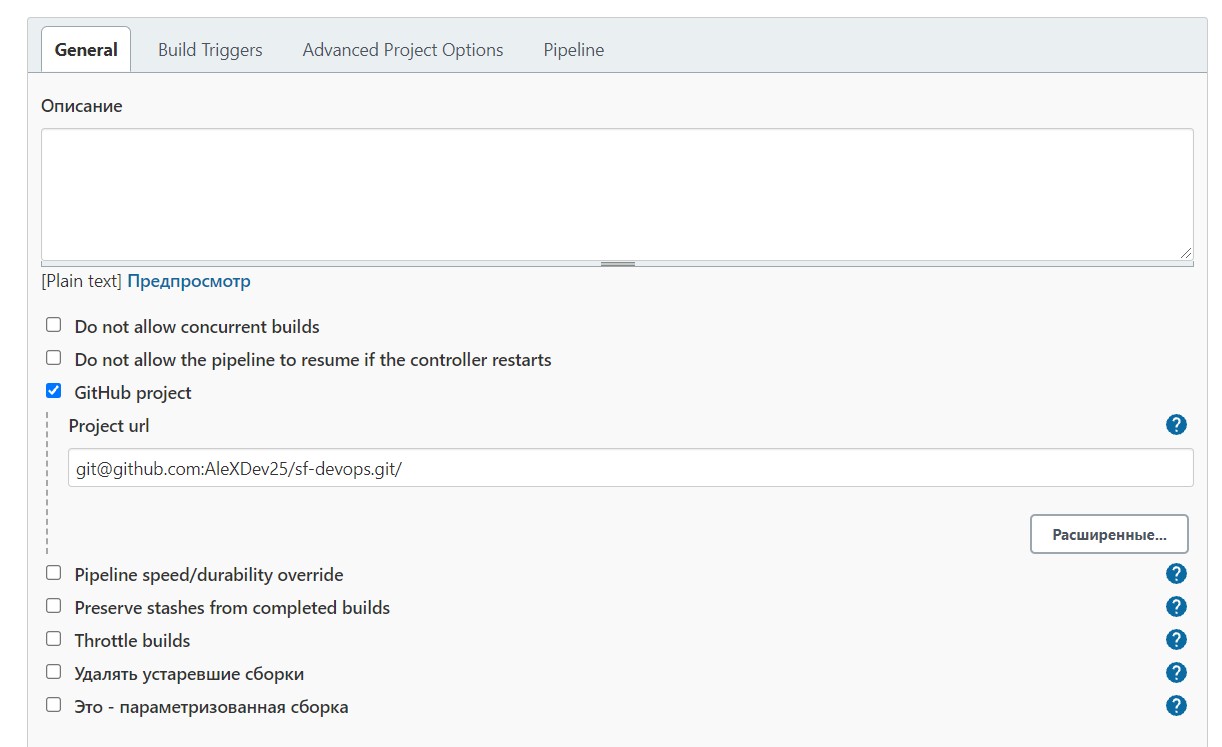 General Build Triggers Advanced Project Options Pipeline
Описание
[Plain text] Предпросмотр
Do not allow concurrent builds
Do not allow the pipeline to resume if the controller restarts
GitHub project
Project url
?
git@github.com:AleXDev25/sf-devops.git/
Расширенные...
Pipeline speed/durability override
?
Preserve stashes from completed builds
?
Throttle builds
?
Удалять устаревшие сборки
?
Это - параметризованная сборка
?